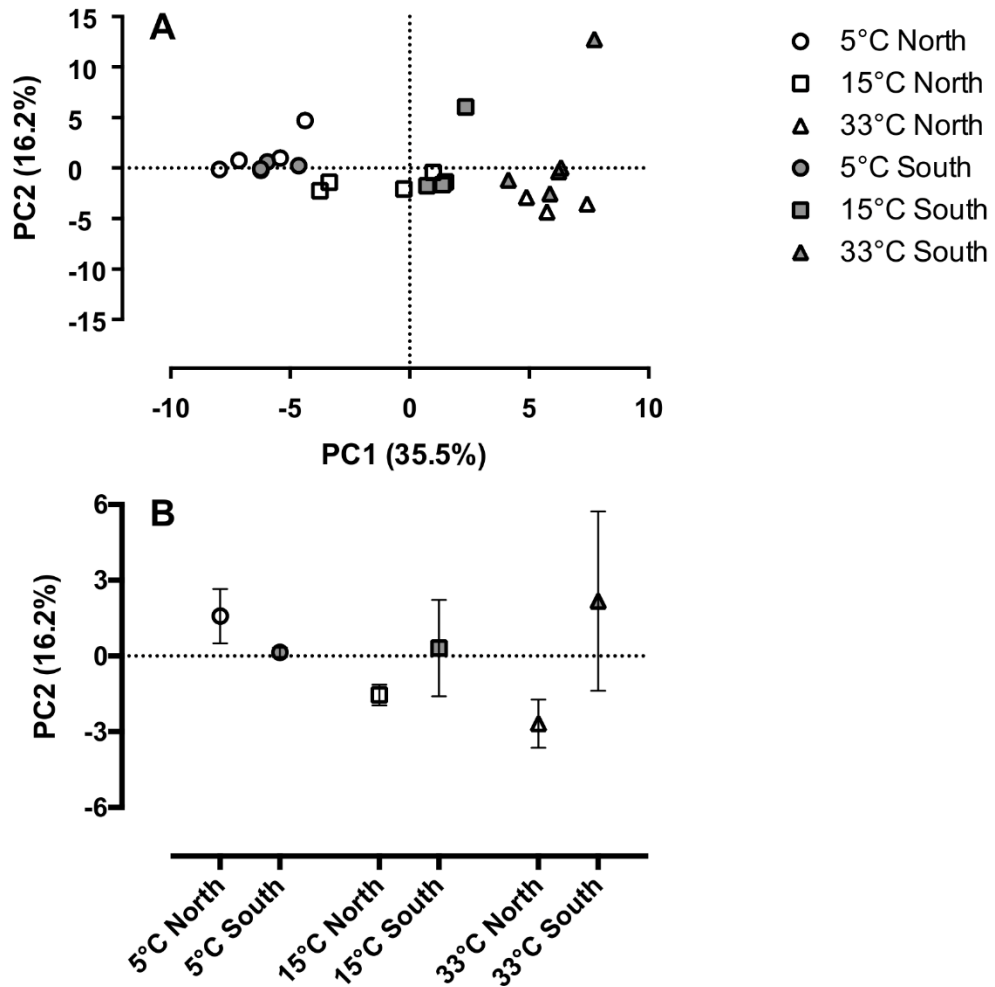 A
15
10
5
0
-5
-10
-15
PC2 (16.2%)
-10 -5 0 5 10
PC1 (35.5%)
5°C North
15°C North
33°C North
5°C South
15°C South
33°C South
B
6
3
0
-3
-6
PC2 (16.2%)
5°C North
5°C South
15°C North
15°C South
33°C North
33°C South